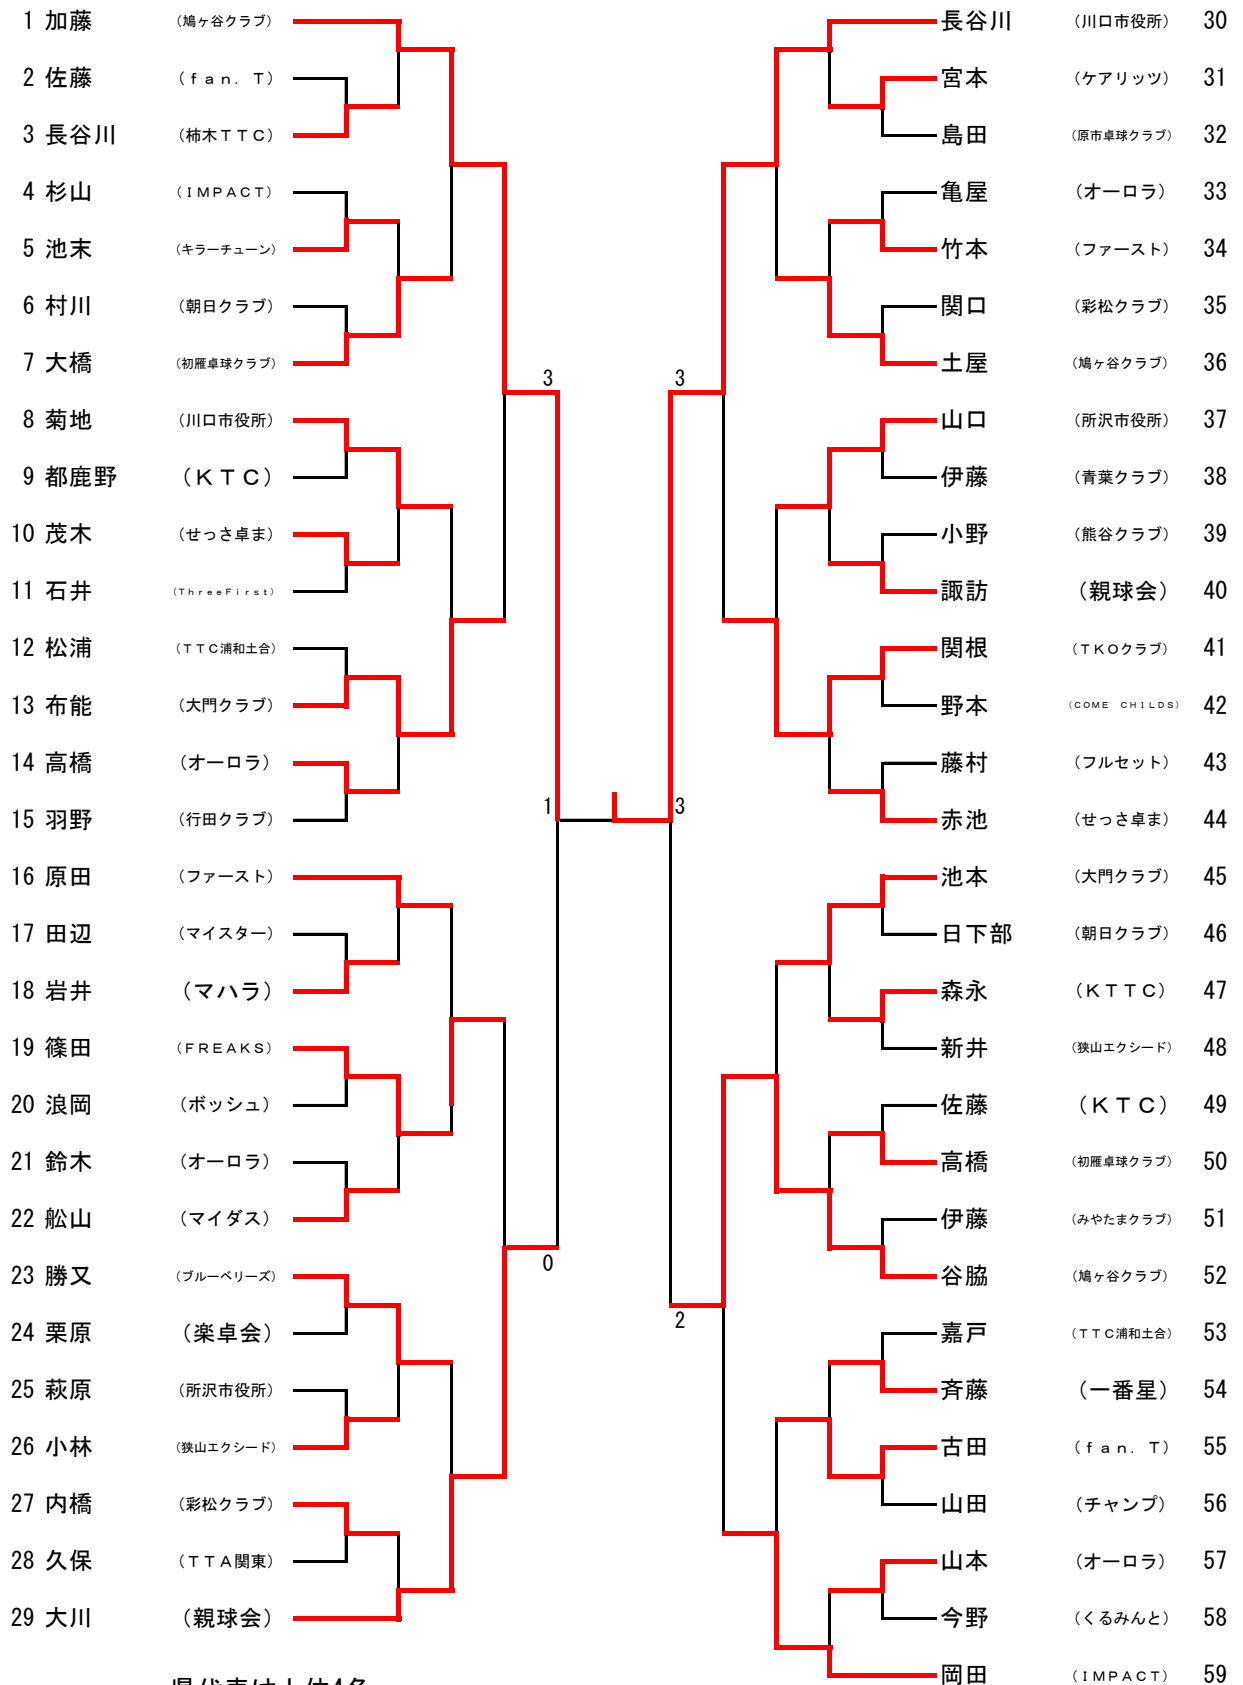 1 加藤 （鳩ヶ谷クラブ）
2 佐藤 （ｆａｎ．Ｔ）
3 長谷川 （柿木ＴＴＣ）
4 杉山 （ＩＭＰＡＣＴ）
5 池末 （キラーチューン）
6 村川 （朝日クラブ）
7 大橋 （初雁卓球クラブ）
8 菊地 （川口市役所）
9 都鹿野 （ＫＴＣ）
10 茂木 （せっさ卓ま）
11 石井 （ＴｈｒｅｅＦｉｒｓｔ）
12 松浦 （ＴＴＣ浦和土合）
13 布能 （大門クラブ）
14 高橋 （オーロラ）
15 羽野 （行田クラブ）
16 原田 （ファースト）
17 田辺 （マイスター）
18 岩井 （マハラ）
19 篠田 （ＦＲＥＡＫＳ）
20 浪岡 （ボッシュ）
21 鈴木 （オーロラ）
22 舩山 （マイダス）
23 勝又 （ブルーベリーズ）
24 栗原 （楽卓会）
25 萩原 （所沢市役所）
26 小林 （狭山エクシード）
27 内橋 （彩松クラブ）
28 久保 （ＴＴＡ関東）
29 大川 （親球会）
3
1
0
3
3
2
長谷川 （川口市役所） 30
宮本 （ケアリッツ） 31
島田 （原市卓球クラブ） 32
亀屋 （オーロラ） 33
竹本 （ファースト） 34
関口 （彩松クラブ） 35
土屋 （鳩ヶ谷クラブ） 36
山口 （所沢市役所） 37
伊藤 （青葉クラブ） 38
小野 （熊谷クラブ） 39
諏訪 （親球会） 40
関根 （ＴＫＯクラブ） 41
野本 （ＣＯＭＥ ＣＨＩＬＤＳ） 42
藤村 （フルセット） 43
赤池 （せっさ卓ま） 44
池本 （大門クラブ） 45
日下部 （朝日クラブ） 46
森永 （ＫＴＴＣ） 47
新井 （狭山エクシード） 48
佐藤 （ＫＴＣ） 49
高橋 （初雁卓球クラブ） 50
伊藤 （みやたまクラブ） 51
谷脇 （鳩ヶ谷クラブ） 52
嘉戸 （ＴＴＣ浦和土合） 53
斉藤 （一番星） 54
古田 （ｆａｎ．Ｔ） 55
山田 （チャンプ） 56
山本 （オーロラ） 57
今野 （くるみんと） 58
岡田 （ＩＭＰＡＣＴ） 59
県代表は上位4名